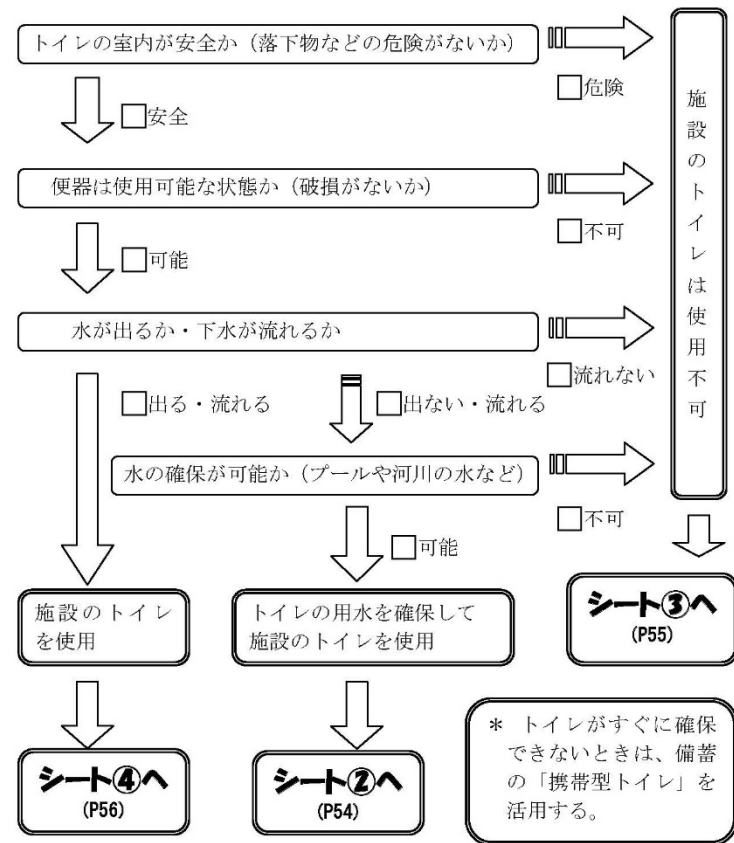 トイレの室内が安全か（落下物などの危険がないか）
□危険
□安全
施設のトイレは使用不可
便器は使用可能な状態か（破損がないか）
□不可
□可能
水が出るか・下水が流れるか
□流れない
□出る・流れる
□出ない・流れる
水の確保が可能か（プールや河川の水など）
□不可
□可能
シート③へ
(P55)
施設のトイレ
を使用
トイレの用水を確保して
施設のトイレを使用
シート④へ
(P56)
シート②へ
(P54)
＊ トイレがすぐに確保
できないときは、備蓄
の「携帯型トイレ」を
活用する。